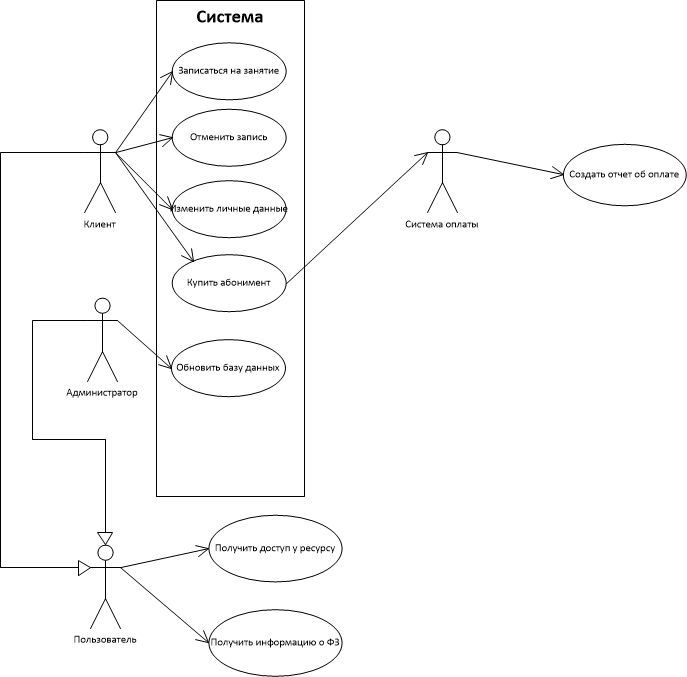 Система
Записаться на занятие
Отменить запись
Клиент
Изменить личные данные
Купить абонимент
Система оплаты
Создать отчет об оплате
Администратор
Обновить базу данных
Пользователь
Получить доступ у ресурсу
Получить информацию о ФЗ